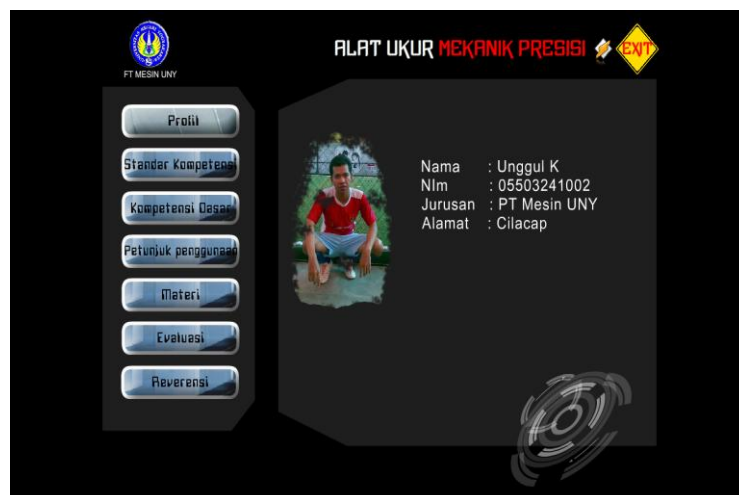 FT MESIN UNY
ALAT UKUR MEKANIK PRESISI
EXIT
Profil
Standar Kompetensi
Kompetensi Dasar
Petunjuk penggunaan
Materi
Evaluasi
Reverensi
Nama : Unggul K
NIm : 05503241002
Jurusan : PT Mesin UNY
Alamat : Cilacap